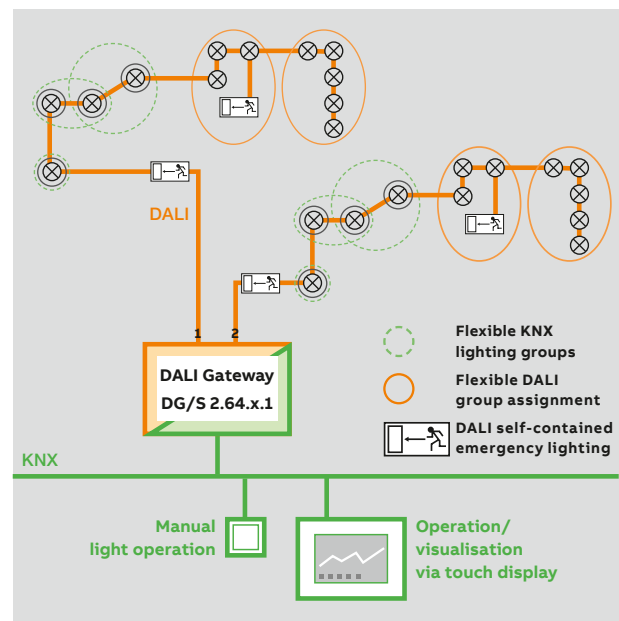 DALI
1
2
DALI Gateway
DG/S 2.64.x.1
Flexible KNX
lighting groups
Flexible DALI
group assignment
DALI self-contained
emergency lighting
KNX
Manual
light operation
Operation/
visualisation
via touch display